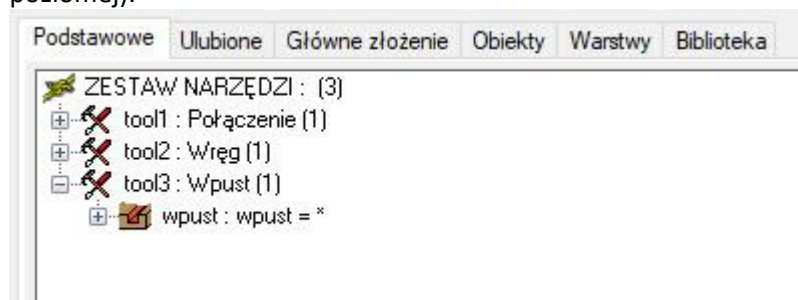 poziomej).
Podstawowe Ulubione Główne złożenie Obiekty Warstwy Biblioteka
ZESTAW NARZĘDZI : (3)
tool1 : Połączenie (1)
tool2 : Wręg (1)
tool3 : Wpust (1)
wpust : wpust = *